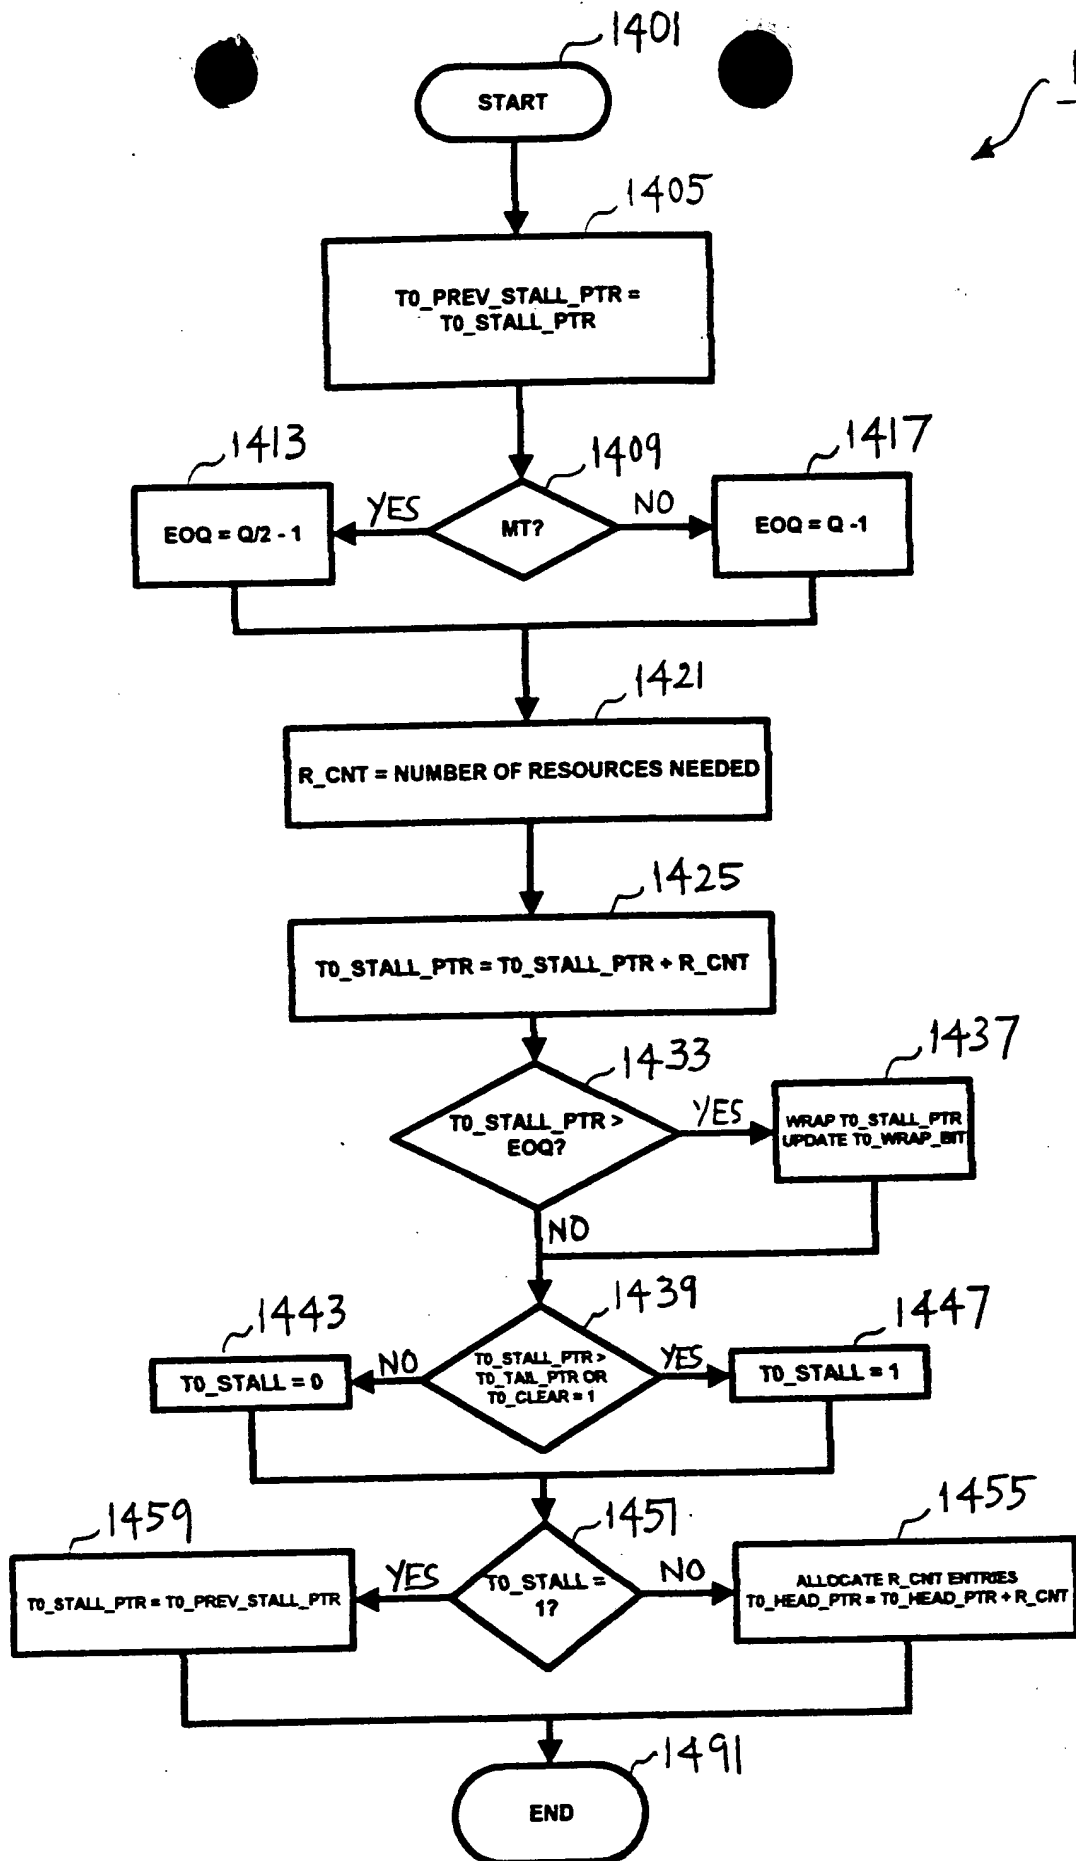 1401
START
1405
T0_PREV_STALL_PTR =
T0_STALL_PTR
1413
1409
1417
EOQ = Q/2 - 1
YES
MT?
NO
EOQ = Q -1
1421
R_CNT = NUMBER OF RESOURCES NEEDED
1425
T0_STALL_PTR = T0_STALL_PTR + R_CNT
1433
1437
T0_STALL_PTR >
EOQ?
YES
WRAP T0_STALL_PTR
UPDATE T0_WRAP_BIT
NO
1443
1439
1447
T0_STALL = 0
NO
T0_STALL_PTR >
T0_TAIL_PTR OR
T0_CLEAR = 1
YES
T0_STALL = 1
1459
1451
1455
T0_STALL_PTR = T0_PREV_STALL_PTR
YES
T0_STALL =
1?
NO
ALLOCATE R_CNT ENTRIES
T0_HEAD_PTR = T0_HEAD_PTR + R_CNT
1491
END